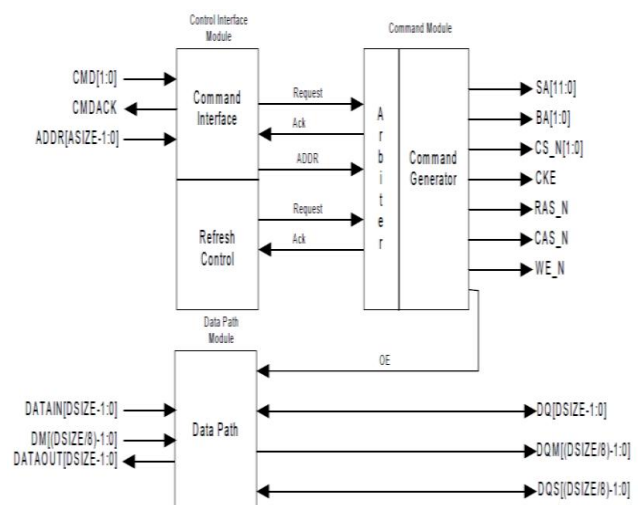 Control Interface
Module
Command Module
CMD[1:0]
CMDACK
ADDR[ASIZE-1:0]
Command
Interface
Request
Ack
ADDR
Refresh
Control
Request
Ack
Arbiter
Command
Generator
SA[11:0]
BA[1:0]
CS_N[1:0]
CKE
RAS_N
CAS_N
WE_N
OE
Data Path
Module
DATAIN[DSIZE-1:0]
DM[(DSIZE/8)-1:0]
DATAOUT[DSIZE-1:0]
Data Path
DQ[DSIZE-1:0]
DQM[(DSIZE/8)-1:0]
DQS[(DSIZE/8)-1:0]